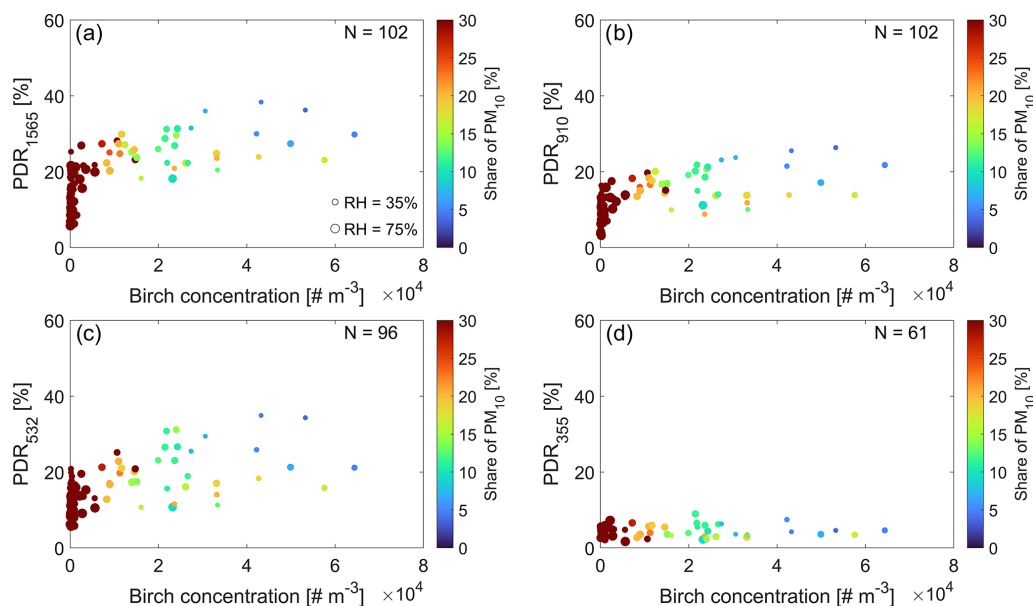 (a)
N = 102
60
40
20
0
PDR1565 [%]
RH = 35%
RH = 75%
0 2 4 6 8
Birch concentration [# m-3] ×10^4
30
25
20
15
10
5
0
Share of PM10 [%]
(b)
N = 102
60
40
20
0
PDR910 [%]
0 2 4 6 8
Birch concentration [# m-3] ×10^4
30
25
20
15
10
5
0
Share of PM10 [%]
(c)
N = 96
60
40
20
0
PDR532 [%]
0 2 4 6 8
Birch concentration [# m-3] ×10^4
30
25
20
15
10
5
0
Share of PM10 [%]
(d)
N = 61
60
40
20
0
PDR355 [%]
0 2 4 6 8
Birch concentration [# m-3] ×10^4
30
25
20
15
10
5
0
Share of PM10 [%]